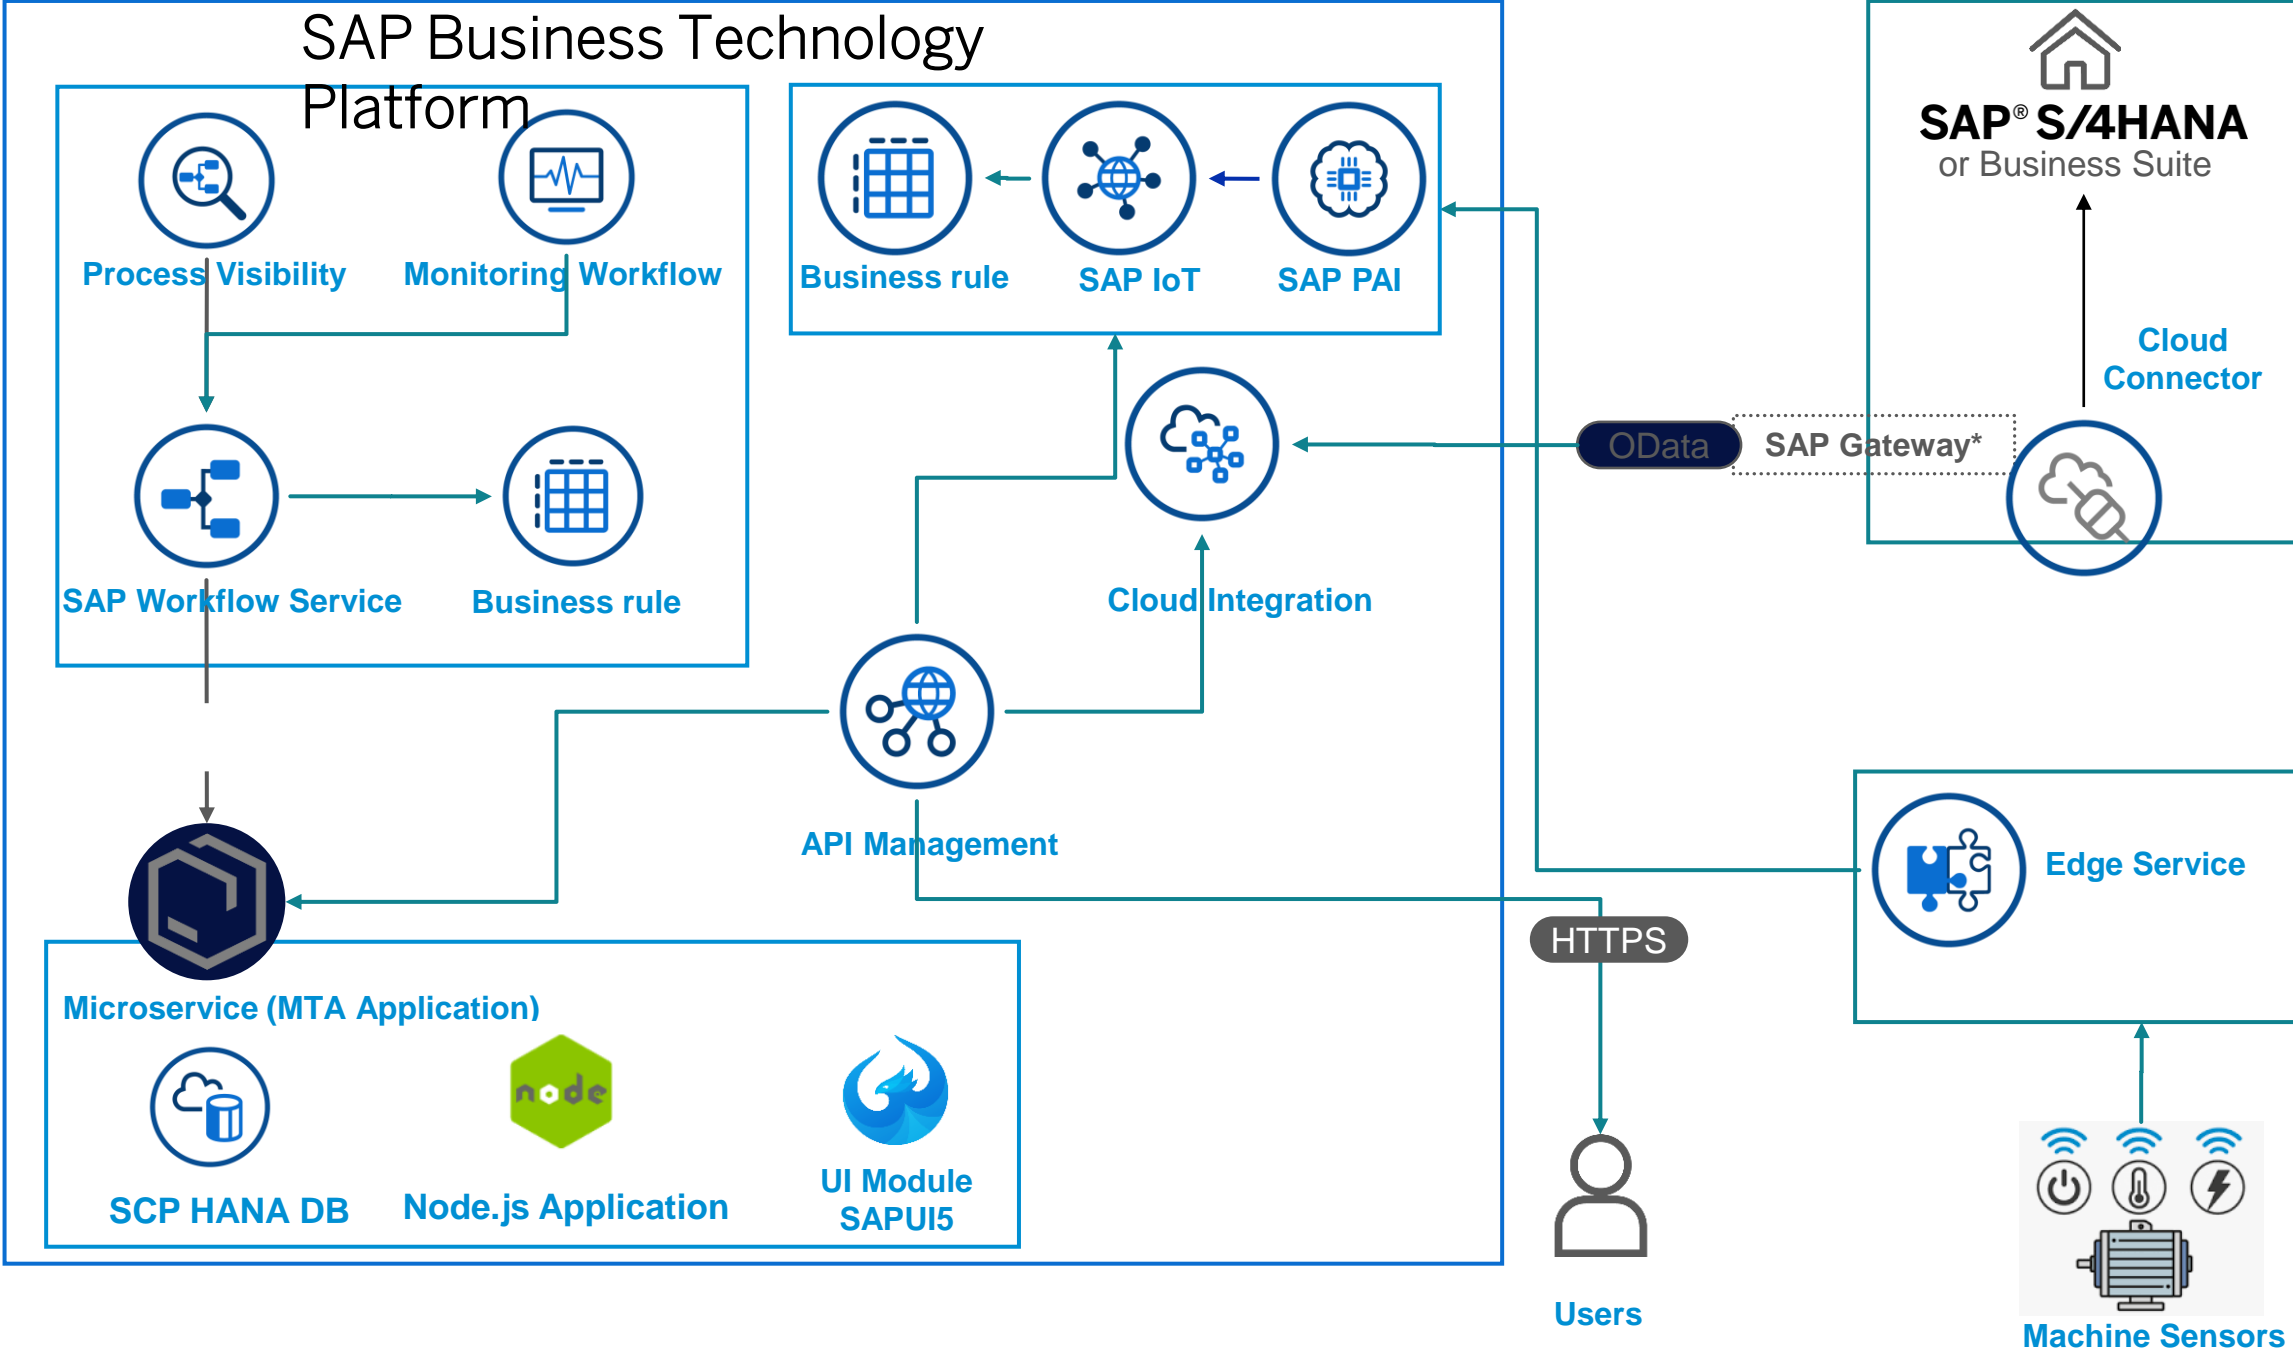 SAP Business Technology
Platform
Process Visibility
Monitoring Workflow
Business rule
SAP IoT
SAP PAI
SAP® S/4HANA
or Business Suite
Cloud
Connector
OData
SAP Gateway*
SAP Workflow Service
Business rule
Cloud Integration
API Management
Edge Service
HTTPS
Microservice (MTA Application)
node
SCP HANA DB
Node.js Application
UI Module
SAPUI5
Users
Machine Sensors